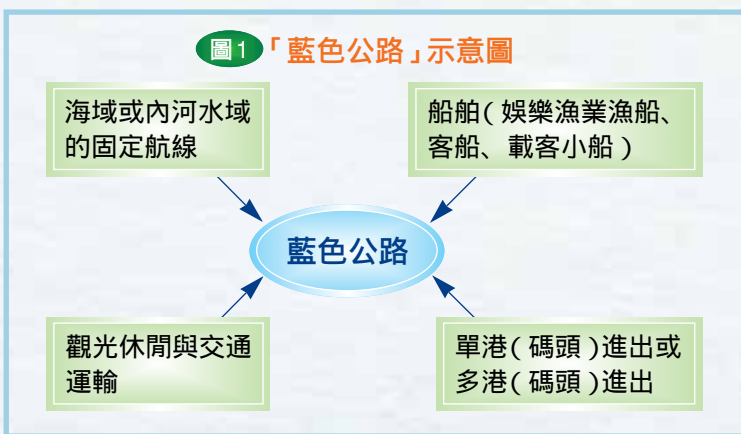 圖1「藍色公路」示意圖
海域或內河水域
的固定航線
船舶(娛樂漁業漁船、
客船、載客小船)
藍色公路
觀光休閒與交通
運輸
單港(碼頭)進出或
多港(碼頭)進出